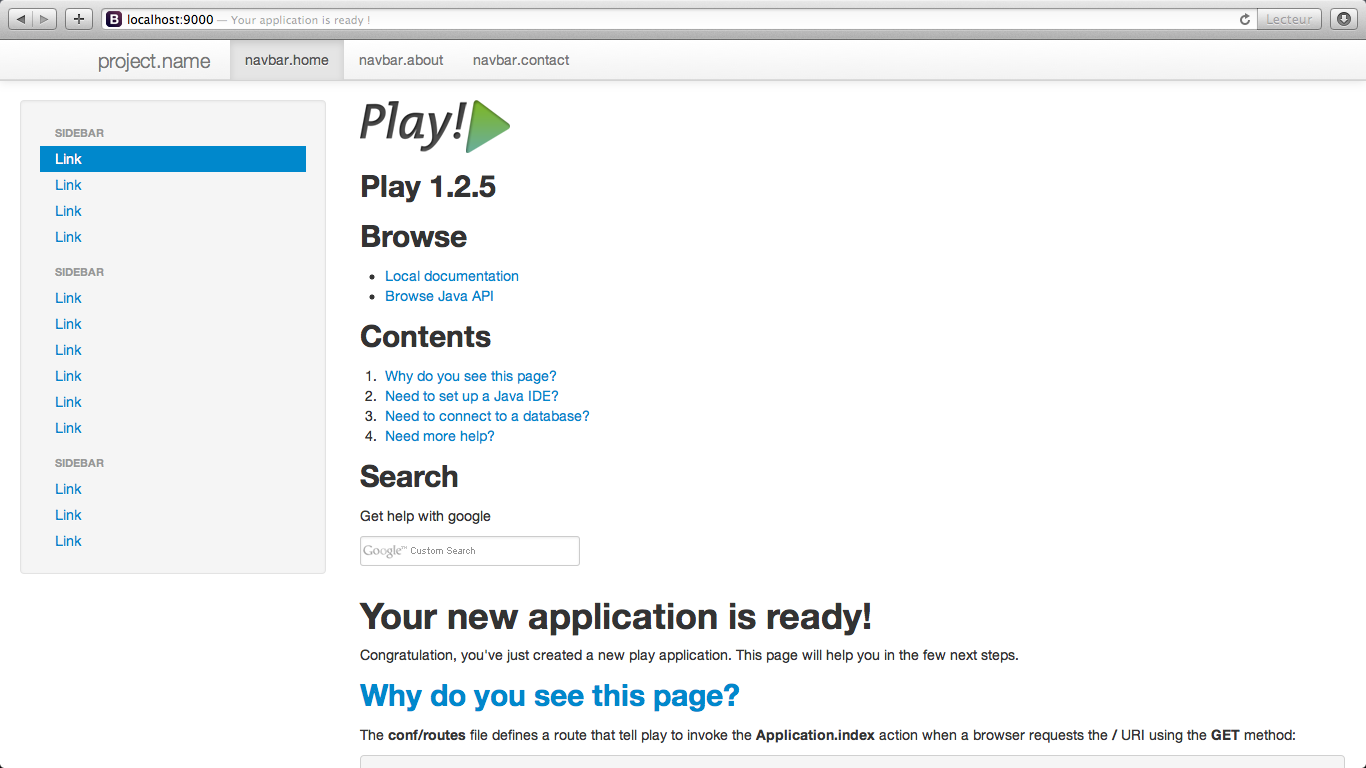 B localhost:9000 — Your application is ready ! Lecteur
project.name navbar.home navbar.about navbar.contact
SIDEBAR
Link
Link
Link
Link
SIDEBAR
Link
Link
Link
Link
Link
Link
SIDEBAR
Link
Link
Link
Play!
Play 1.2.5
Browse
• Local documentation
• Browse Java API
Contents
1. Why do you see this page?
2. Need to set up a Java IDE?
3. Need to connect to a database?
4. Need more help?
Search
Get help with google
Google™ Custom Search
Your new application is ready!
Congratulation, you've just created a new play application. This page will help you in the few next steps.
Why do you see this page?
The conf/routes file defines a route that tell play to invoke the Application.index action when a browser requests the / URI using the GET method: